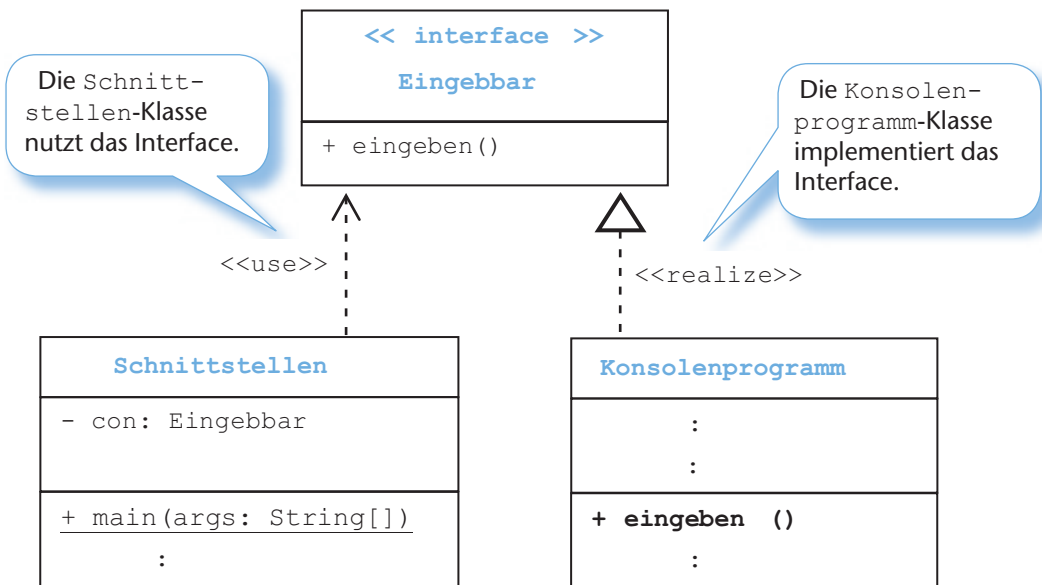 << interface >>
Eingebbar
+ eingeben()
Die Schnitt-
stellen-Klasse
nutzt das Interface.
Die Konsolen-
programm-Klasse
implementiert das
Interface.
<<use>>
<<realize>>
Schnittstellen
- con: Eingebbar
+ main(args: String[])
:
Konsolenprogramm
:
:
+ eingeben ()
: